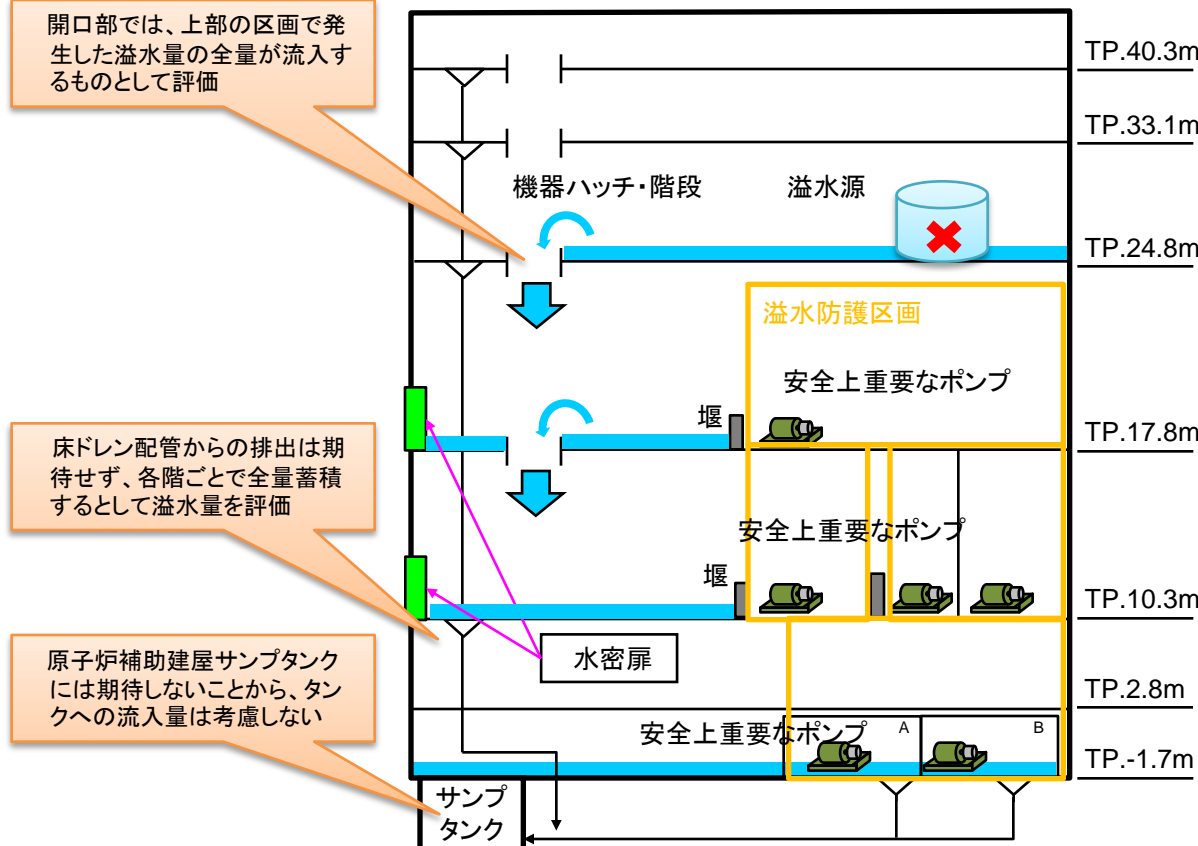 開口部では、上部の区画で発
生した溢水量の全量が流入す
るものとして評価
TP.40.3m
TP.33.1m
機器ハッチ・階段
溢水源
TP.24.8m
溢水防護区画
安全上重要なポンプ
堰
TP.17.8m
床ドレン配管からの排出は期
待せず、各階ごとで全量蓄積
するとして溢水量を評価
安全上重要なポンプ
堰
TP.10.3m
水密扉
原子炉補助建屋サンプタンク
には期待しないことから、タン
クへの流入量は考慮しない
TP.2.8m
安全上重要なポンプ
A
B
TP.-1.7m
サンプ
タンク